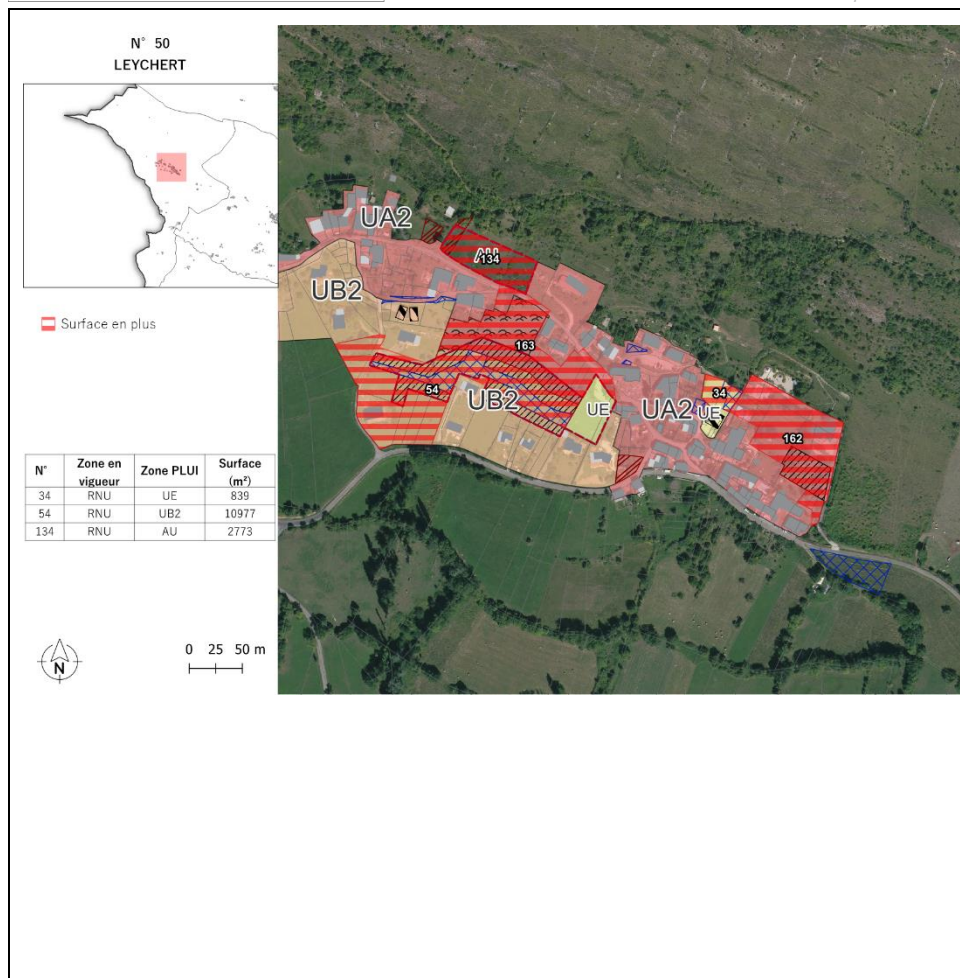 N° 50
LEYCHERT
Surface en plus
N° Zone en vigueur Zone PLUI Surface (m²)
34 RNU UE 839
54 RNU UB2 10977
134 RNU AU 2773
N
0 25 50 m
UA2
134
UB2
163
54
UB2
UE
UA2
UE
34
162